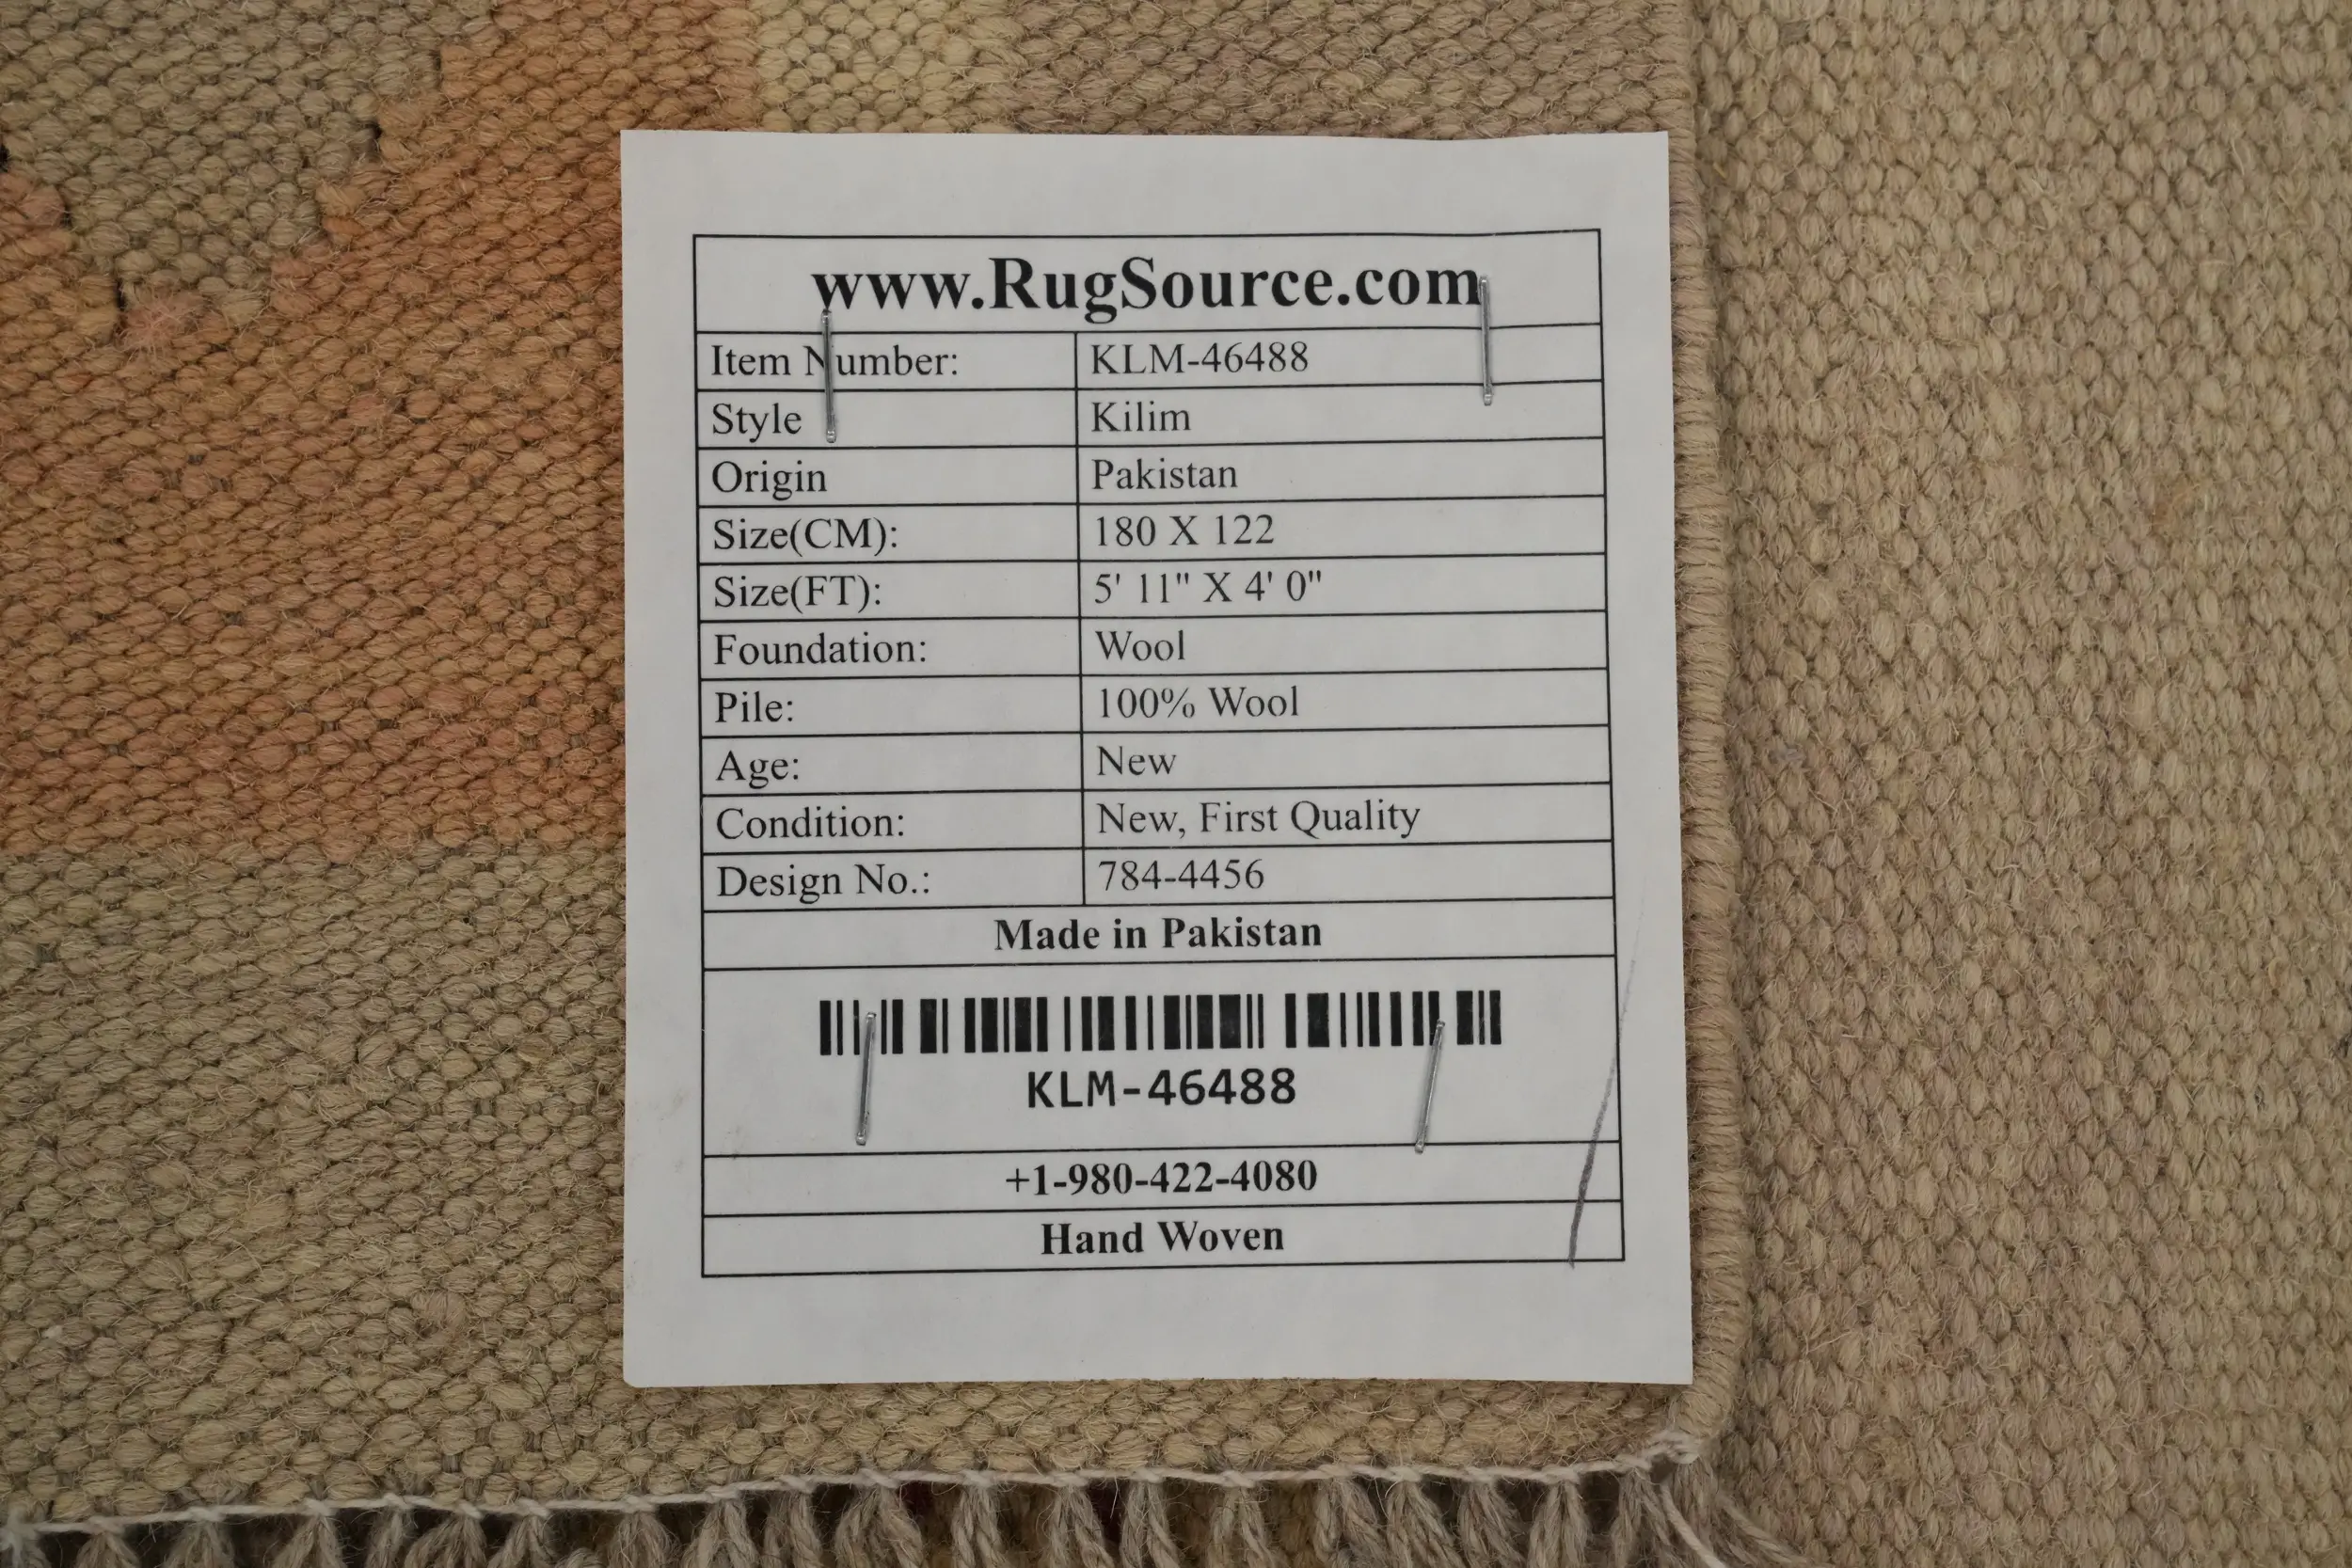 www.RugSource.com
Item Number: KLM-46488
Style Kilim
Origin Pakistan
Size(CM): 180 X 122
Size(FT): 5' 11" X 4' 0"
Foundation: Wool
Pile: 100% Wool
Age: New
Condition: New, First Quality
Design No.: 784-4456
Made in Pakistan
KLM-46488
+1-980-422-4080
Hand Woven